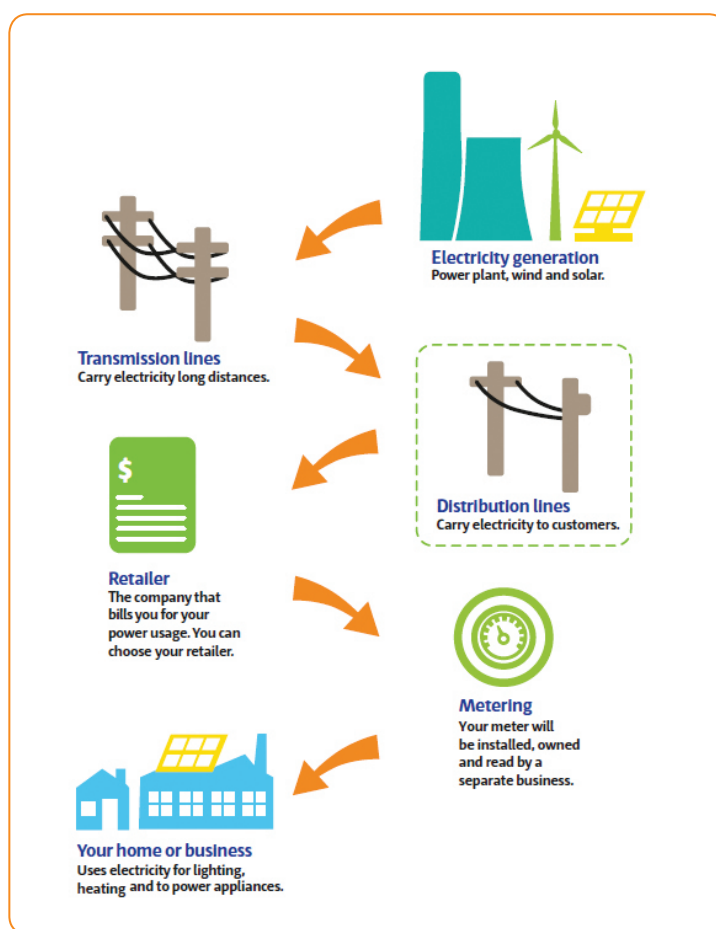 Electricity generation
Power plant, wind and solar.
Transmission lines
Carry electricity long distances.
Distribution lines
Carry electricity to customers.
$
Retailer
The company that
bills you for your
power usage. You can
choose your retailer.
Metering
Your meter will
be installed, owned
and read by a
separate business.
Your home or business
Uses electricity for lighting,
heating and to power appliances.